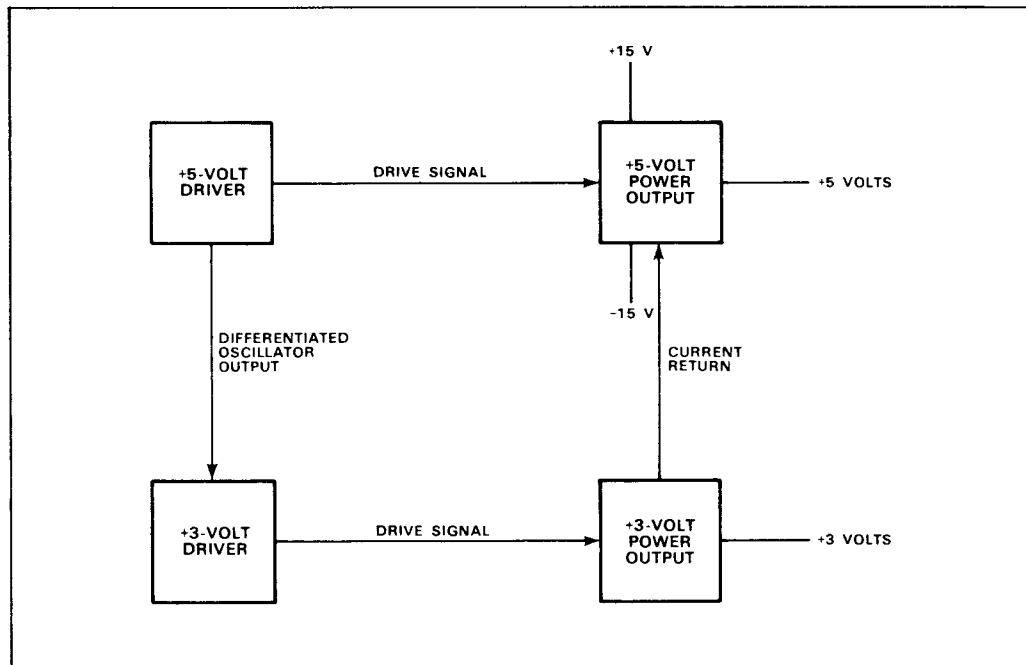 +15 V
+5-VOLT
DRIVER
DRIVE SIGNAL
+5-VOLT
POWER
OUTPUT
+5 VOLTS
-15 V
DIFFERENTIATED
OSCILLATOR
OUTPUT
CURRENT
RETURN
+3-VOLT
DRIVER
DRIVE SIGNAL
+3-VOLT
POWER
OUTPUT
+3 VOLTS